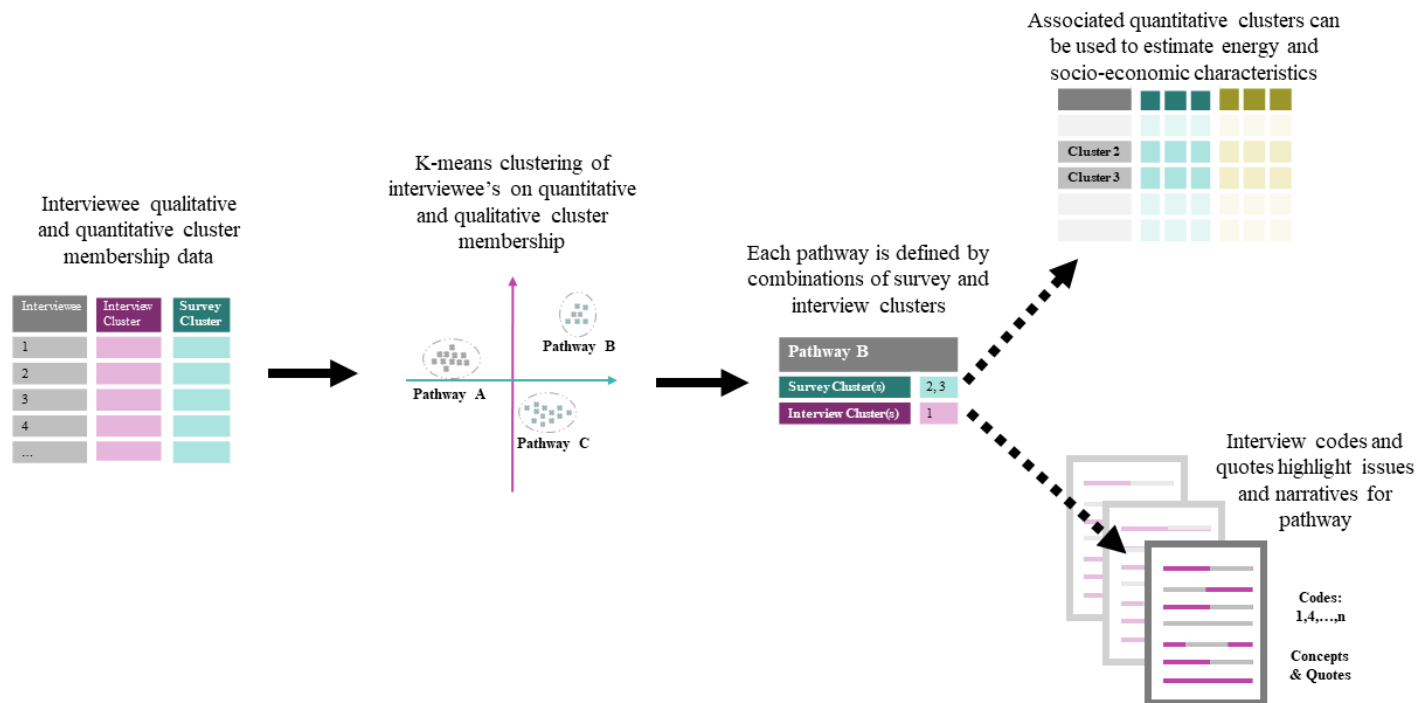 Interviewee qualitative
and quantitative cluster
membership data
Interviewee
Interview
Cluster
Survey
Cluster
1
2
3
4
...
K-means clustering of
interviewee's on quantitative
and qualitative cluster
membership
Pathway A
Pathway B
Pathway C
Each pathway is defined by
combinations of survey and
interview clusters
Pathway B
Survey Cluster(s)
2, 3
Interview Cluster(s)
1
Associated quantitative clusters can
be used to estimate energy and
socio-economic characteristics
Cluster 2
Cluster 3
Interview codes and
quotes highlight issues
and narratives for
pathway
Codes:
1,4,…,n
Concepts
& Quotes